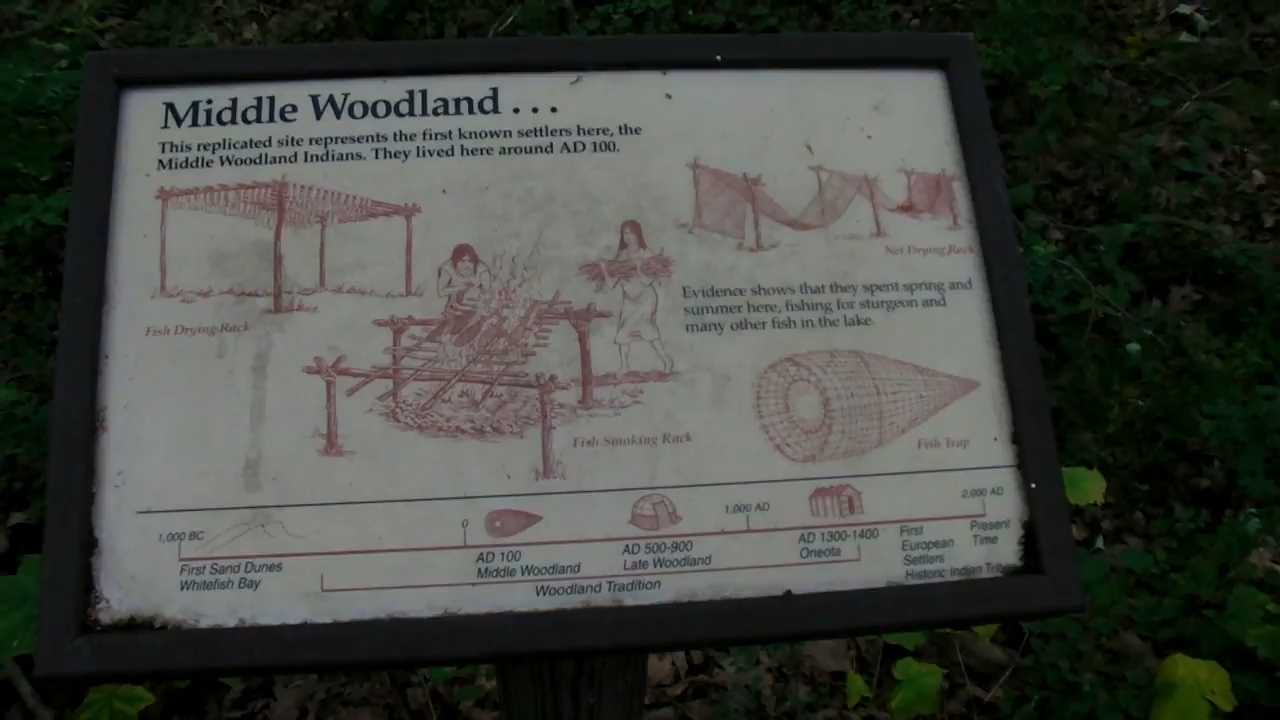 Middle Woodland . . .
This replicated site represents the first known settlers here, the
Middle Woodland Indians. They lived here around AD 100.
Net Drying Rack
Evidence shows that they spent spring and
summer here, fishing for sturgeon and
many other fish in the lake.
Fish Drying Rack
Fish Smoking Rack
Fish Trap
1,000 BC
0
1,000 AD
2,000 AD
First Sand Dunes
Whitefish Bay
AD 100
Middle Woodland
AD 500-900
Late Woodland
AD 1300-1400
Oneota
First
European
Settlers
Historic Indian Tribes
Present
Time
Woodland Tradition